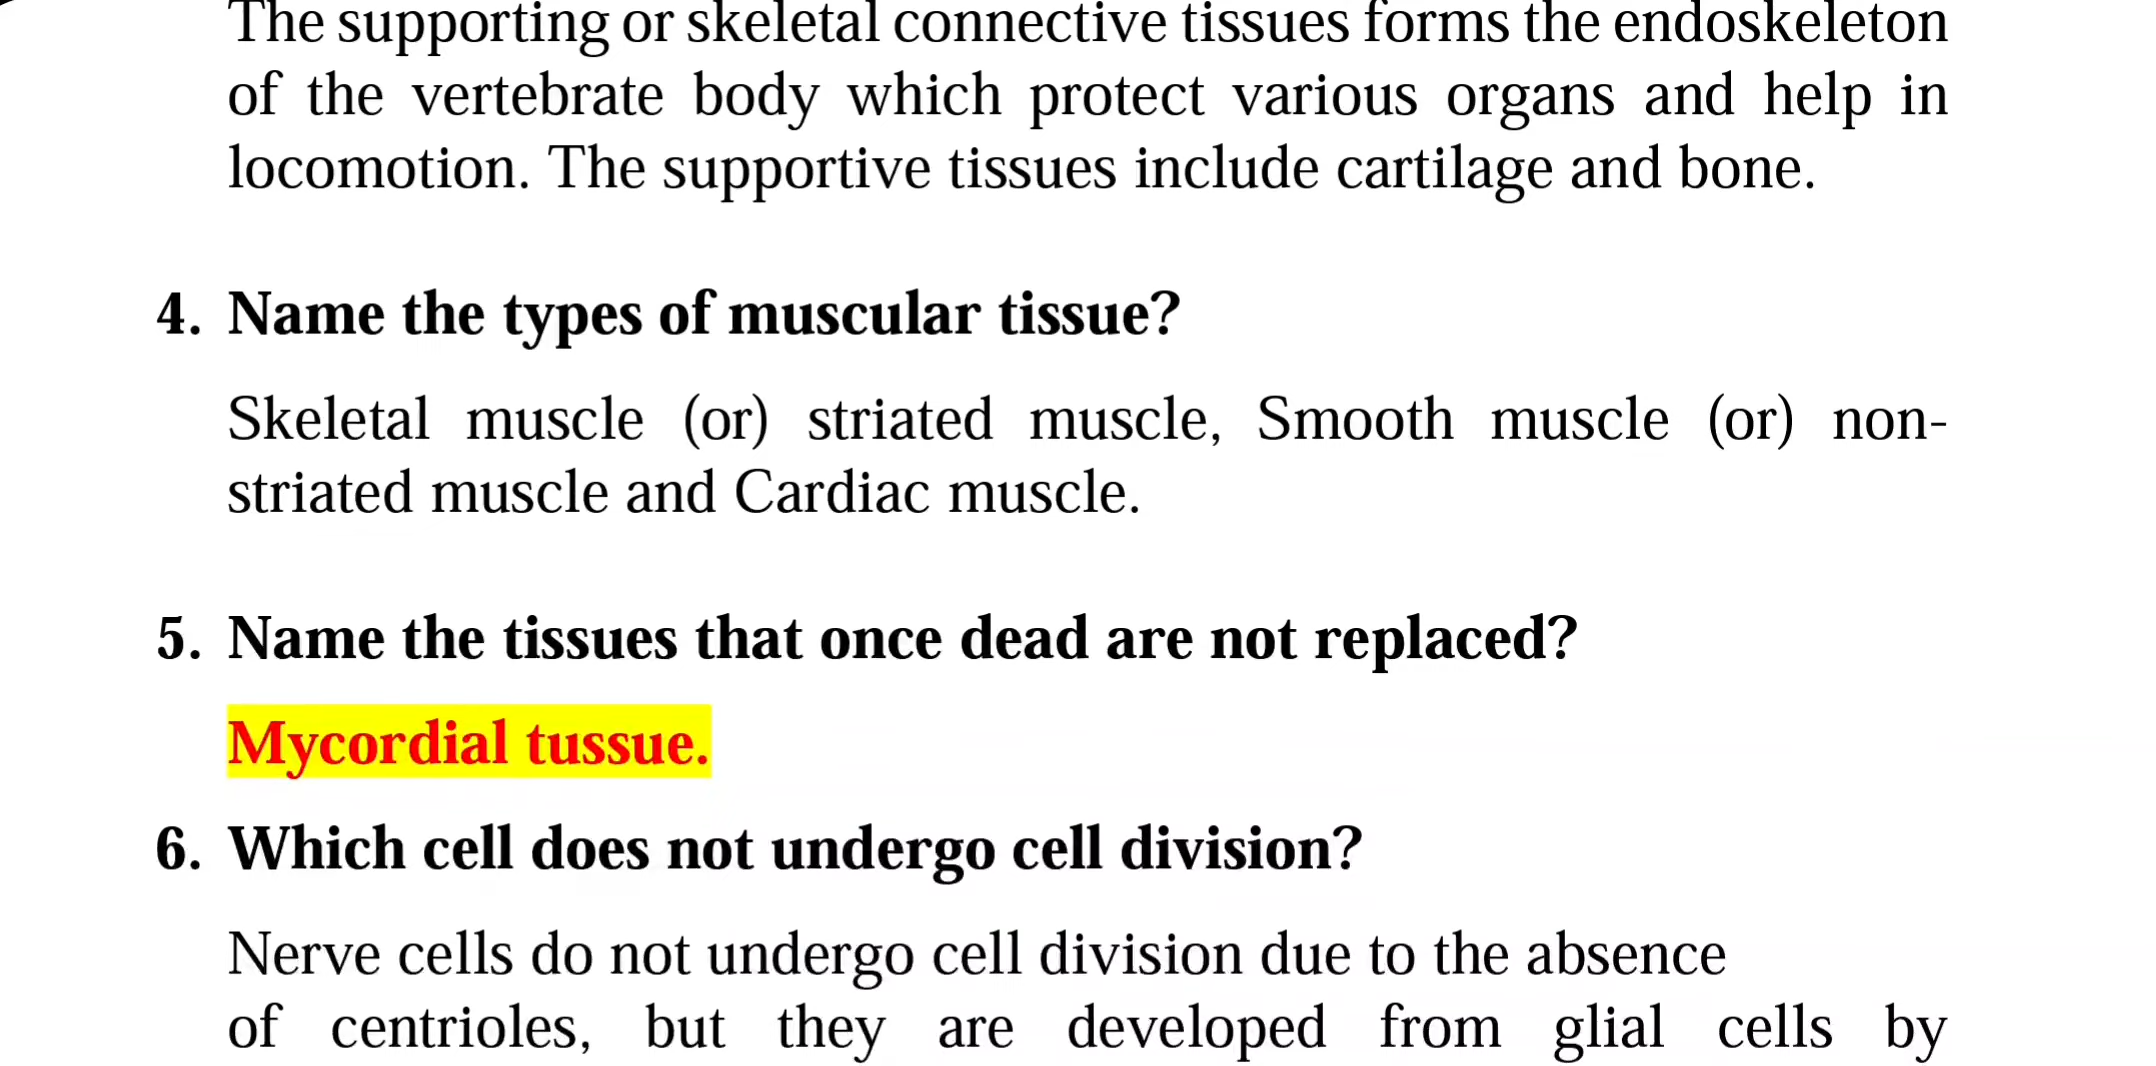 The supporting or skeletal connective tissues forms the endoskeleton
of the vertebrate body which protect various organs and help in
locomotion. The supportive tissues include cartilage and bone.
4. Name the types of muscular tissue?
Skeletal muscle (or) striated muscle, Smooth muscle (or) non-
striated muscle and Cardiac muscle.
5. Name the tissues that once dead are not replaced?
Mycordial tussue.
6. Which cell does not undergo cell division?
Nerve cells do not undergo cell division due to the absence
of centrioles, but they are developed from glial cells by